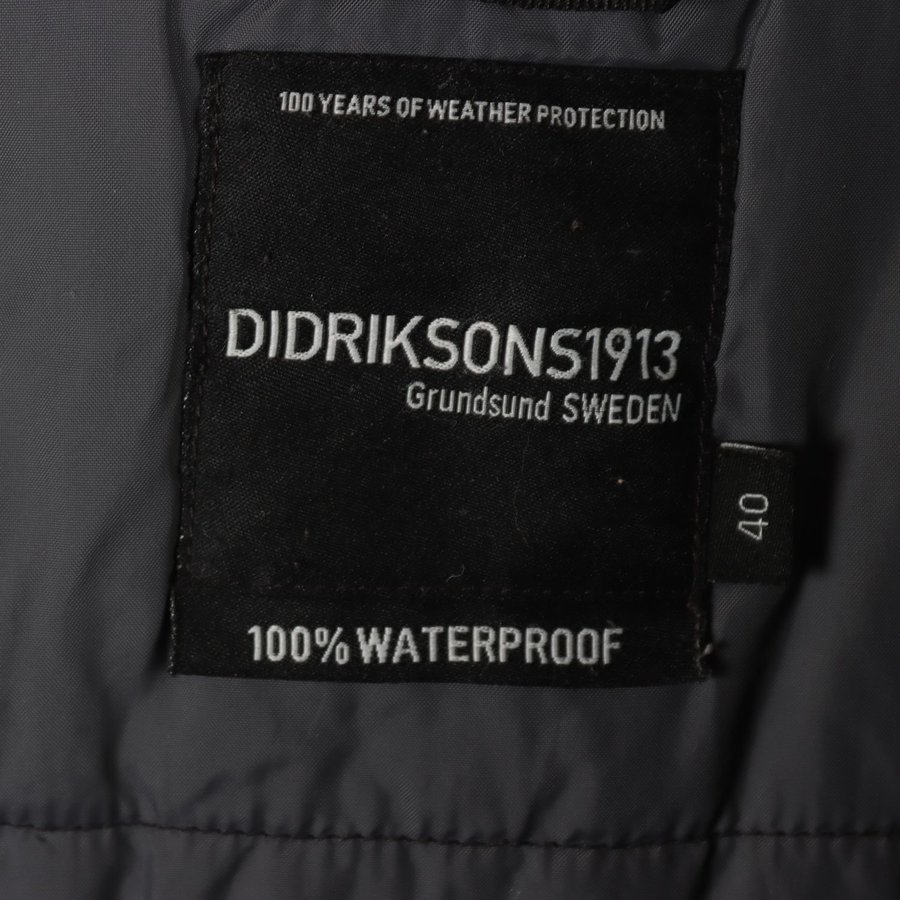 100 YEARS OF WEATHER PROTECTION
DIDRIKSONS1913
Grundsund SWEDEN
40
100% WATERPROOF